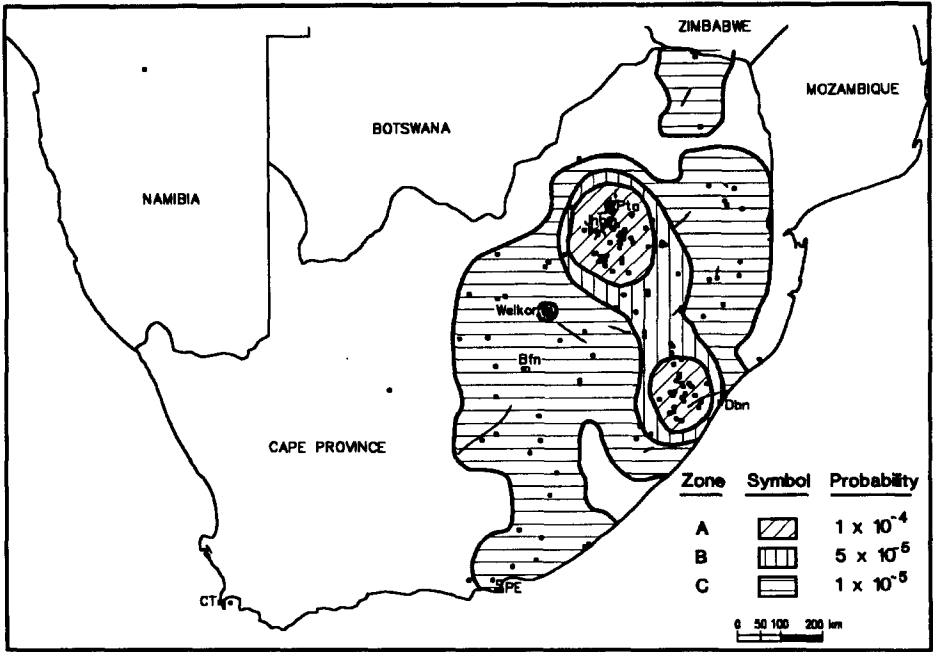 ZIMBABWE
MOZAMBIQUE
BOTSWANA
NAMIBIA
Pta
Welkom
Bfn
Dbn
CAPE PROVINCE
Zone Symbol Probability
A 1 x 10⁻⁴
B 5 x 10⁻⁵
C 1 x 10⁻⁵
PE
CT
0 50 100 200 km